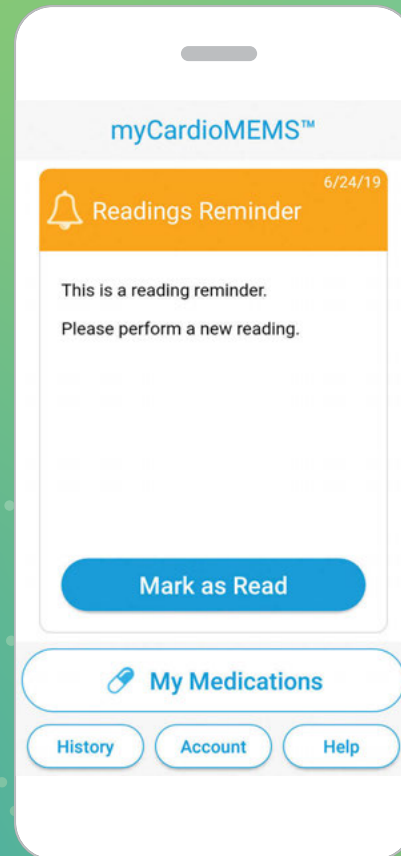 myCardioMEMS™
6/24/19
Readings Reminder
This is a reading reminder.
Please perform a new reading.
Mark as Read
My Medications
History Account Help